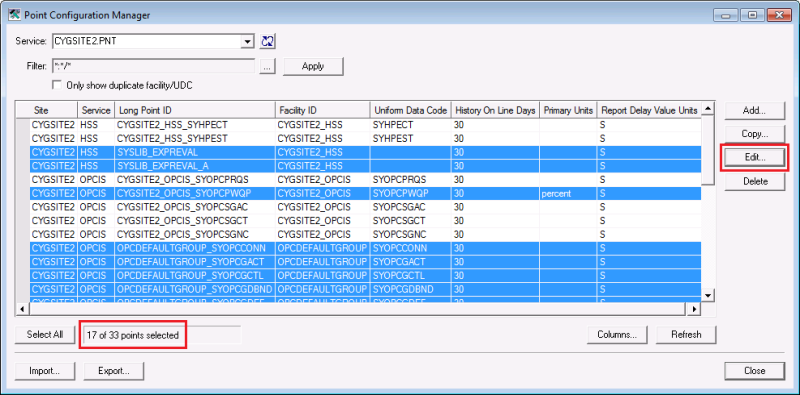 Point Configuration Manager
Service: CYGSITE2.PNT
Filter: *.*/* ... Apply
Only show duplicate facility/UDC
Site Service Long Point ID Facility ID Uniform Data Code History On Line Days Primary Units Report Delay Value Units
CYGSITE2 HSS CYGSITE2_HSS_SYHPECT CYGSITE2_HSS SYHPECT 30 S
CYGSITE2 HSS CYGSITE2_HSS_SYHPEST CYGSITE2_HSS SYHPEST 30 S
CYGSITE2 HSS SYSLIB_EXPREVAL CYGSITE2_HSS 30 S
CYGSITE2 HSS SYSLIB_EXPREVAL_A CYGSITE2_HSS 30 S
CYGSITE2 OPCIS CYGSITE2_OPCIS_SYOPCPRQS CYGSITE2_OPCIS SYOPCPRQS 30 S
CYGSITE2 OPCIS CYGSITE2_OPCIS_SYOPCPWQP CYGSITE2_OPCIS SYOPCPWQP 30 percent S
CYGSITE2 OPCIS CYGSITE2_OPCIS_SYOPCSGAC CYGSITE2_OPCIS SYOPCSGAC 30 S
CYGSITE2 OPCIS CYGSITE2_OPCIS_SYOPCSGCT CYGSITE2_OPCIS SYOPCSGCT 30 S
CYGSITE2 OPCIS CYGSITE2_OPCIS_SYOPCSGNC CYGSITE2_OPCIS SYOPCSGNC 30 S
CYGSITE2 OPCIS OPCDEFAULTGROUP_SYOPCCONN OPCDEFAULTGROUP SYOPCCONN 30 S
CYGSITE2 OPCIS OPCDEFAULTGROUP_SYOPCGACT OPCDEFAULTGROUP SYOPCGACT 30 S
CYGSITE2 OPCIS OPCDEFAULTGROUP_SYOPCGCTL OPCDEFAULTGROUP SYOPCGCTL 30 S
CYGSITE2 OPCIS OPCDEFAULTGROUP_SYOPCGDBND OPCDEFAULTGROUP SYOPCGDBND 30 S
Add...
Copy...
Edit...
Delete
Select All 17 of 33 points selected Columns... Refresh
Import... Export... Close